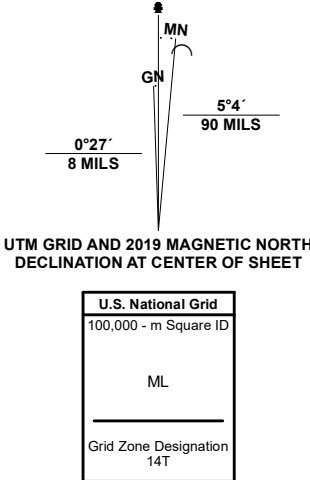 MN
GN
5°4´
90 MILS
0°27´
8 MILS
UTM GRID AND 2019 MAGNETIC NORTH
DECLINATION AT CENTER OF SHEET
U.S. National Grid
100,000 - m Square ID
ML
Grid Zone Designation
14T